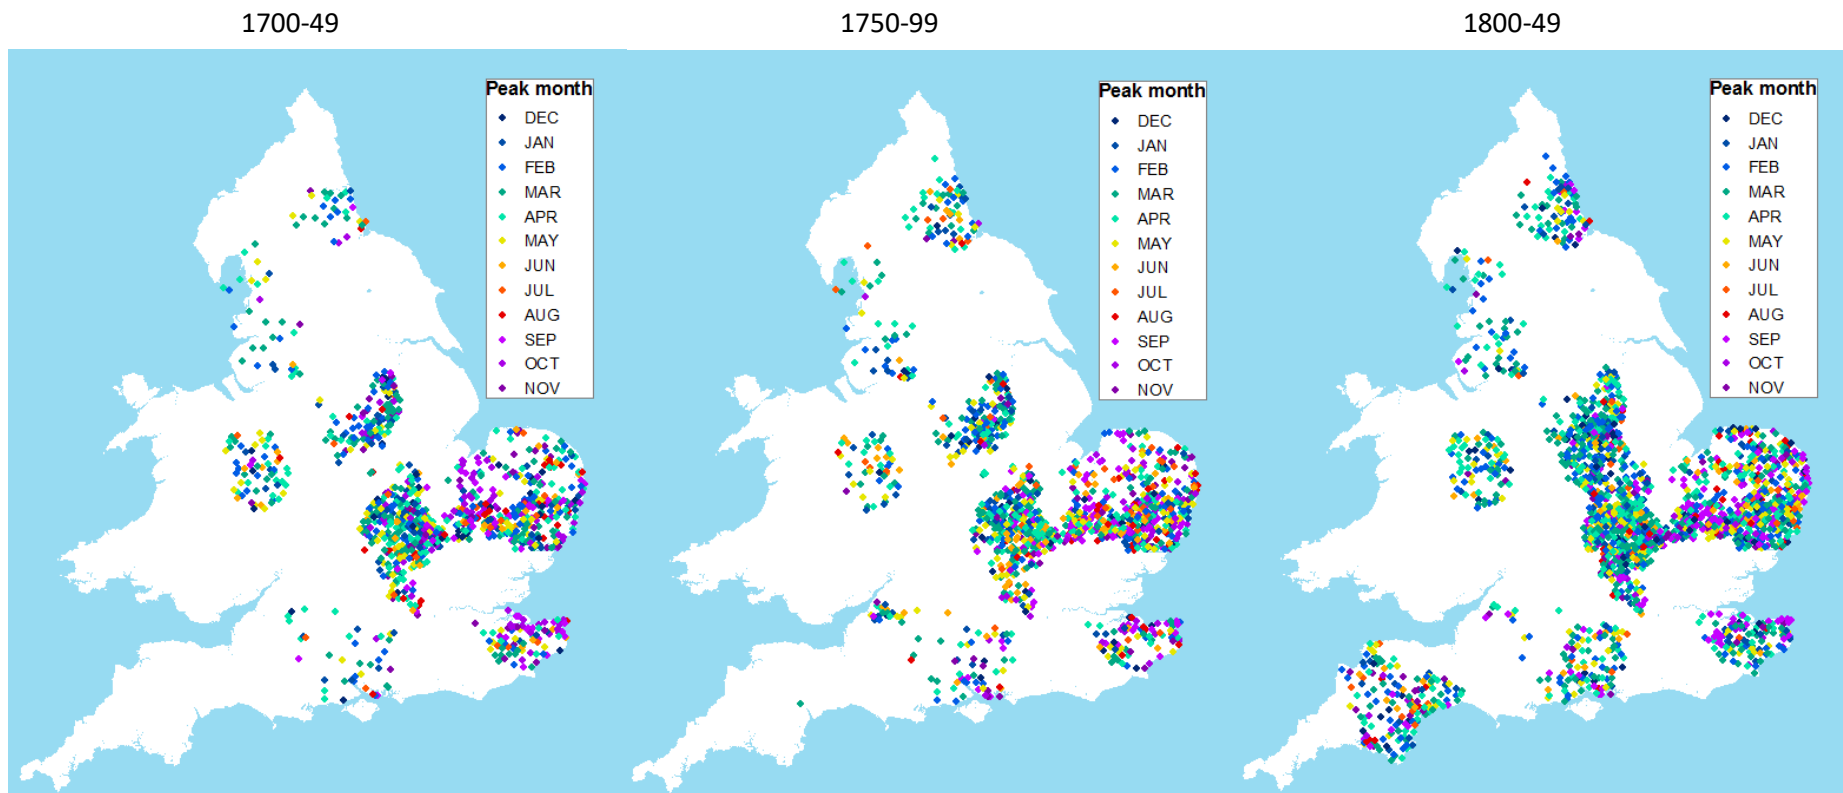 1700-49
1750-99
1800-49
Peak month
DEC
JAN
FEB
MAR
APR
MAY
JUN
JUL
AUG
SEP
OCT
NOV
Peak month
DEC
JAN
FEB
MAR
APR
MAY
JUN
JUL
AUG
SEP
OCT
NOV
Peak month
DEC
JAN
FEB
MAR
APR
MAY
JUN
JUL
AUG
SEP
OCT
NOV